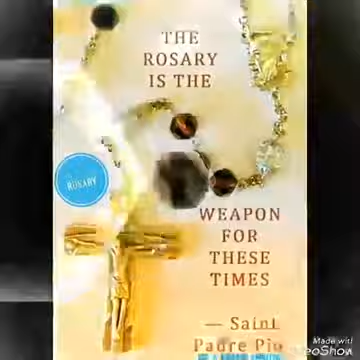 THE
ROSARY
IS THE
ROSARY
WEAPON
FOR
THESE
TIMES
— Saint
Padre Pio
Made with
VideoShow